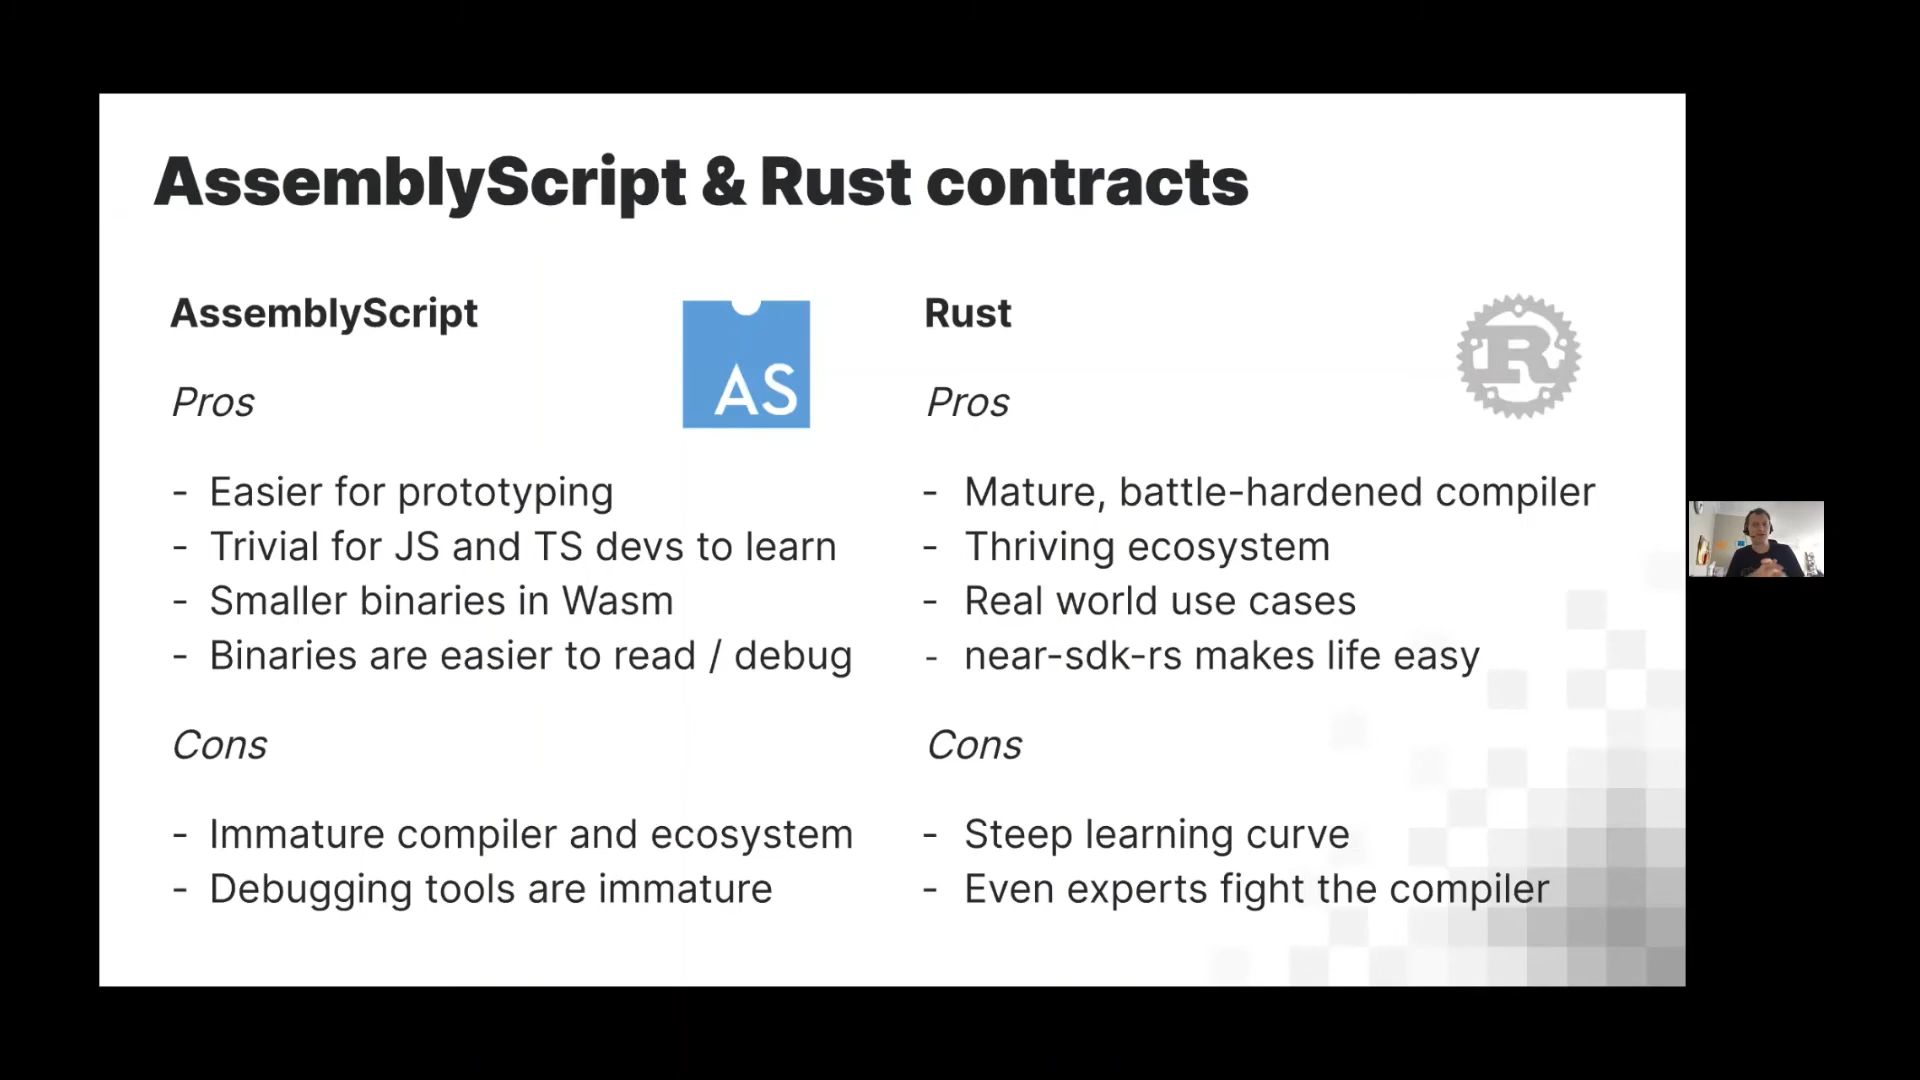 AssemblyScript & Rust contracts
AssemblyScript
AS
Pros
- Easier for prototyping
- Trivial for JS and TS devs to learn
- Smaller binaries in Wasm
- Binaries are easier to read / debug
Cons
- Immature compiler and ecosystem
- Debugging tools are immature
Rust
R
Pros
- Mature, battle-hardened compiler
- Thriving ecosystem
- Real world use cases
- near-sdk-rs makes life easy
Cons
- Steep learning curve
- Even experts fight the compiler